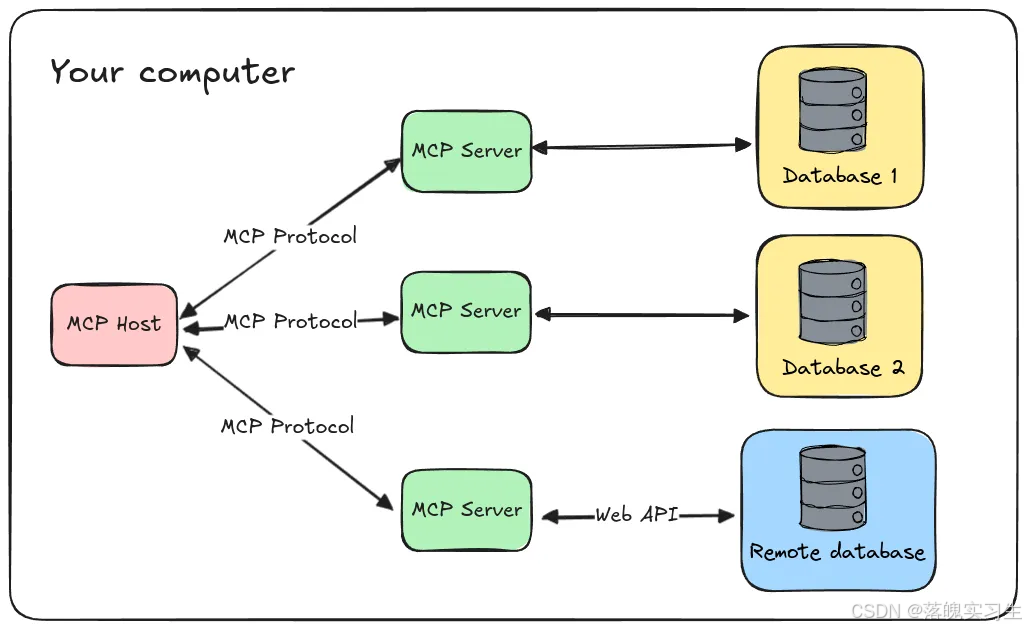 Your computer
MCP Server
Database 1
MCP Protocol
MCP Host
MCP Protocol
MCP Server
Database 2
MCP Protocol
MCP Server
Web API
Remote database
CSDN @落魄实习生